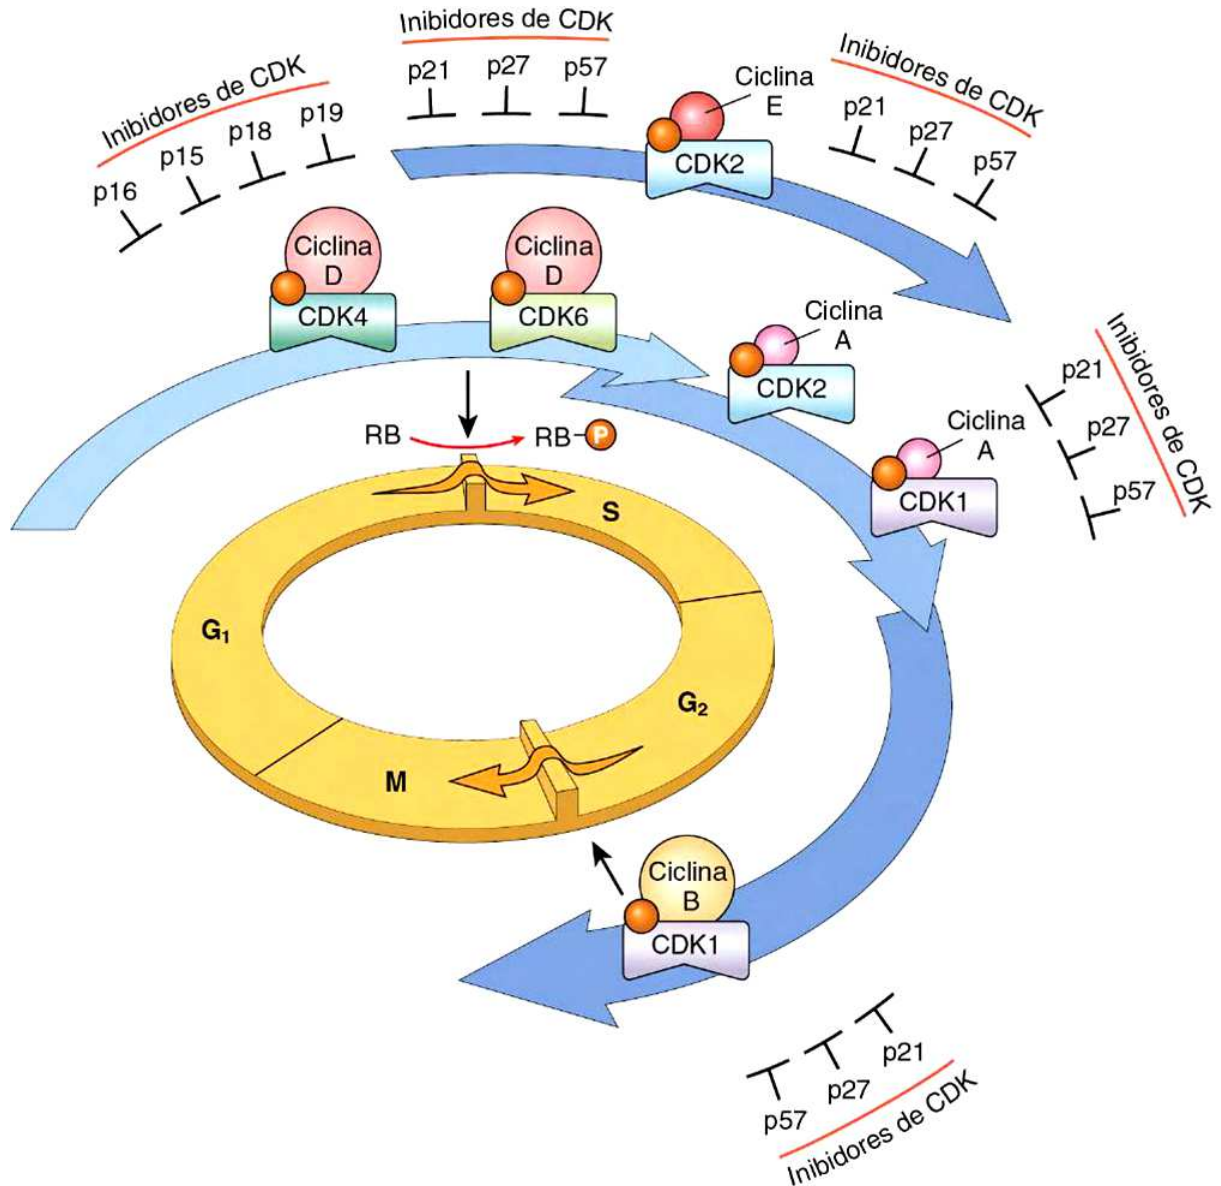 Inibidores de CDK
p16
p15
p18
p19
Inibidores de CDK
p21
p27
p57
Ciclina
E
CDK2
Inibidores de CDK
p21
p27
p57
Ciclina
D
CDK4
Ciclina
D
CDK6
Ciclina
A
CDK2
Ciclina
A
CDK1
Inibidores de CDK
p21
p27
p57
RB
RB-P
S
G₁
G₂
M
Ciclina
B
CDK1
p57
p27
p21
Inibidores de CDK